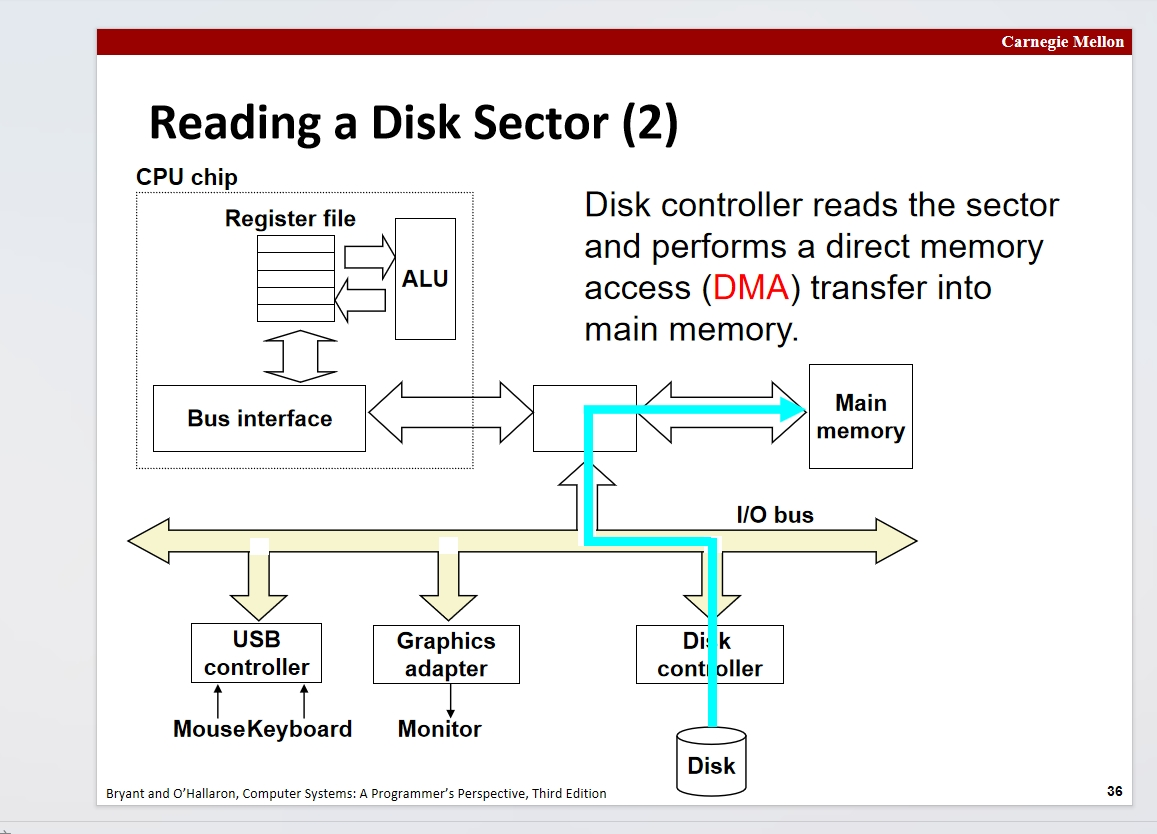 Carnegie Mellon
Reading a Disk Sector (2)
CPU chip
Register file
ALU
Disk controller reads the sector
and performs a direct memory
access (DMA) transfer into
main memory.
Bus interface
Main
memory
I/O bus
USB
controller
Graphics
adapter
Disk
controller
Mouse Keyboard
Monitor
Disk
Bryant and O’Hallaron, Computer Systems: A Programmer’s Perspective, Third Edition
36